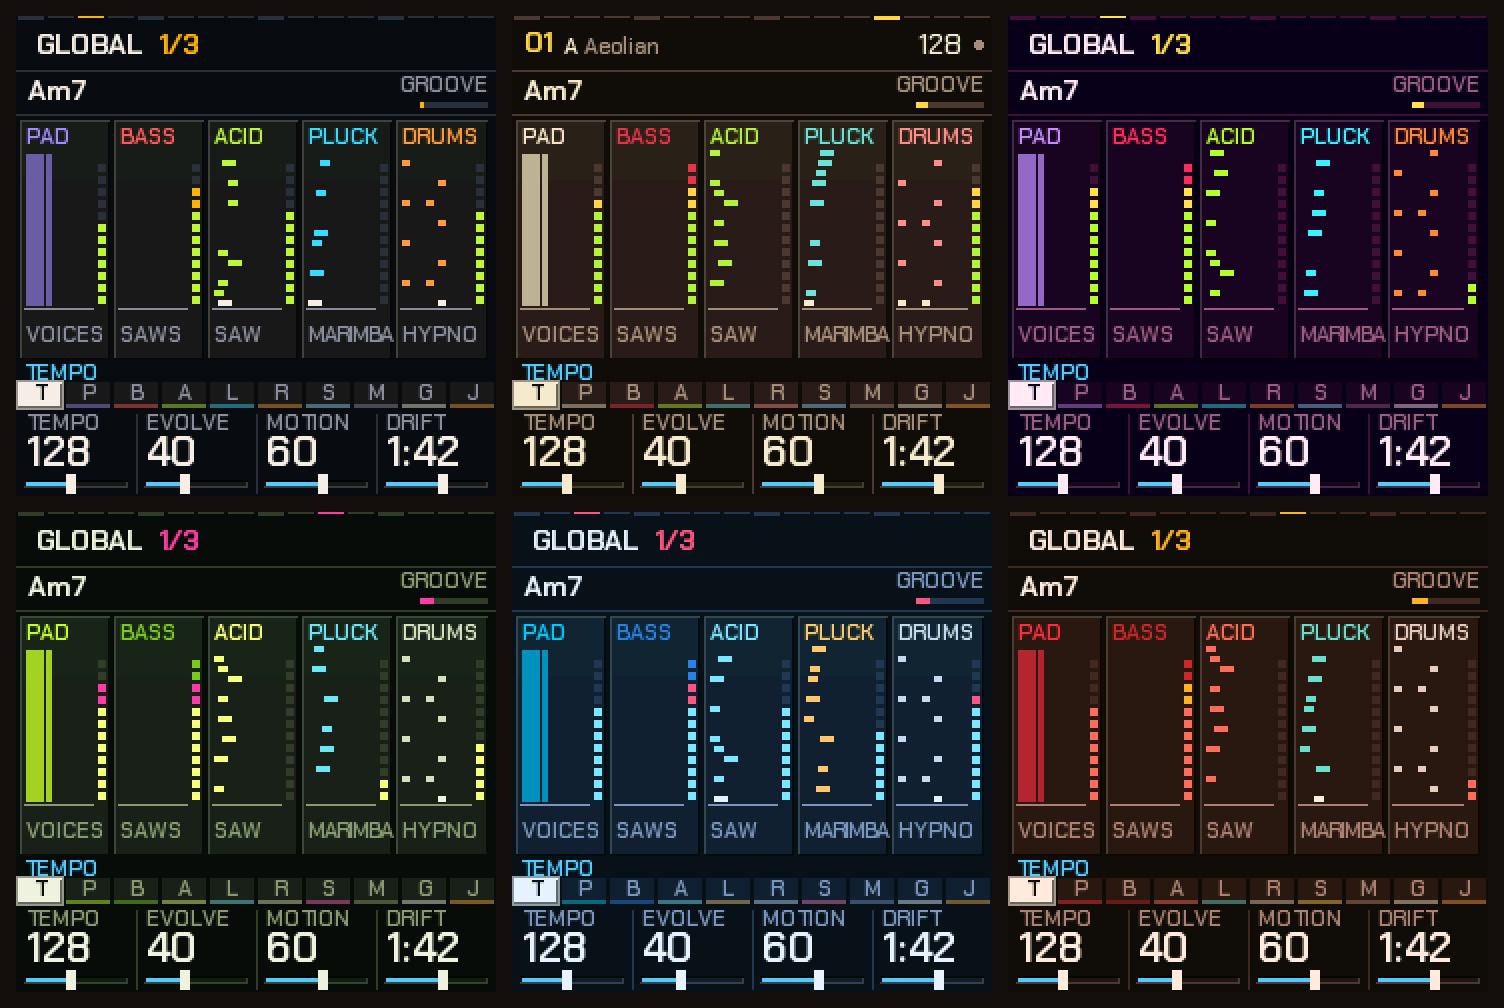 GLOBAL 1/3
Am7 GROOVE
PAD BASS ACID PLUCK DRUMS
VOICES SAWS SAW MARIMBA HYPNO
TEMPO
T P B A L R S M G J
TEMPO EVOLVE MOTION DRIFT
128 40 60 1:42
01 A Aeolian 128
Am7 GROOVE
PAD BASS ACID PLUCK DRUMS
VOICES SAWS SAW MARIMBA HYPNO
TEMPO
T P B A L R S M G J
TEMPO EVOLVE MOTION DRIFT
128 40 60 1:42
GLOBAL 1/3
Am7 GROOVE
PAD BASS ACID PLUCK DRUMS
VOICES SAWS SAW MARIMBA HYPNO
TEMPO
T P B A L R S M G J
TEMPO EVOLVE MOTION DRIFT
128 40 60 1:42
GLOBAL 1/3
Am7 GROOVE
PAD BASS ACID PLUCK DRUMS
VOICES SAWS SAW MARIMBA HYPNO
TEMPO
T P B A L R S M G J
TEMPO EVOLVE MOTION DRIFT
128 40 60 1:42
GLOBAL 1/3
Am7 GROOVE
PAD BASS ACID PLUCK DRUMS
VOICES SAWS SAW MARIMBA HYPNO
TEMPO
T P B A L R S M G J
TEMPO EVOLVE MOTION DRIFT
128 40 60 1:42
GLOBAL 1/3
Am7 GROOVE
PAD BASS ACID PLUCK DRUMS
VOICES SAWS SAW MARIMBA HYPNO
TEMPO
T P B A L R S M G J
TEMPO EVOLVE MOTION DRIFT
128 40 60 1:42